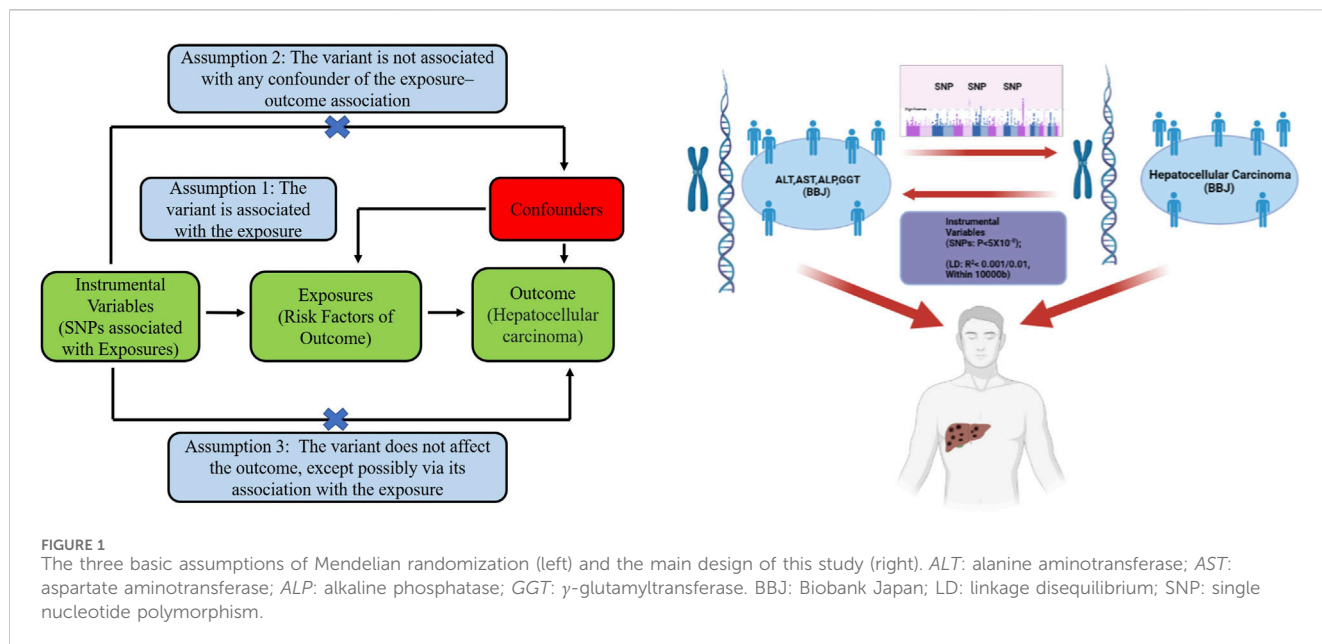 Assumption 2: The variant is not associated
with any confounder of the exposure–
outcome association
Assumption 1: The
variant is associated
with the exposure
Confounders
Instrumental
Variables
(SNPs associated
with Exposures)
Exposures
(Risk Factors of
Outcome)
Outcome
(Hepatocellular
carcinoma)
Assumption 3: The variant does not affect
the outcome, except possibly via its
association with the exposure
SNP SNP SNP
ALT,AST,ALP,GGT
(BBJ)
Hepatocellular Carcinoma
(BBJ)
Instrumental
Variables
(SNPs: P<5X10⁻⁸);
(LD: R²< 0.001/0.01,
Within 10000b)
FIGURE 1
The three basic assumptions of Mendelian randomization (left) and the main design of this study (right). ALT: alanine aminotransferase; AST:
aspartate aminotransferase; ALP: alkaline phosphatase; GGT: γ-glutamyltransferase. BBJ: Biobank Japan; LD: linkage disequilibrium; SNP: single
nucleotide polymorphism.